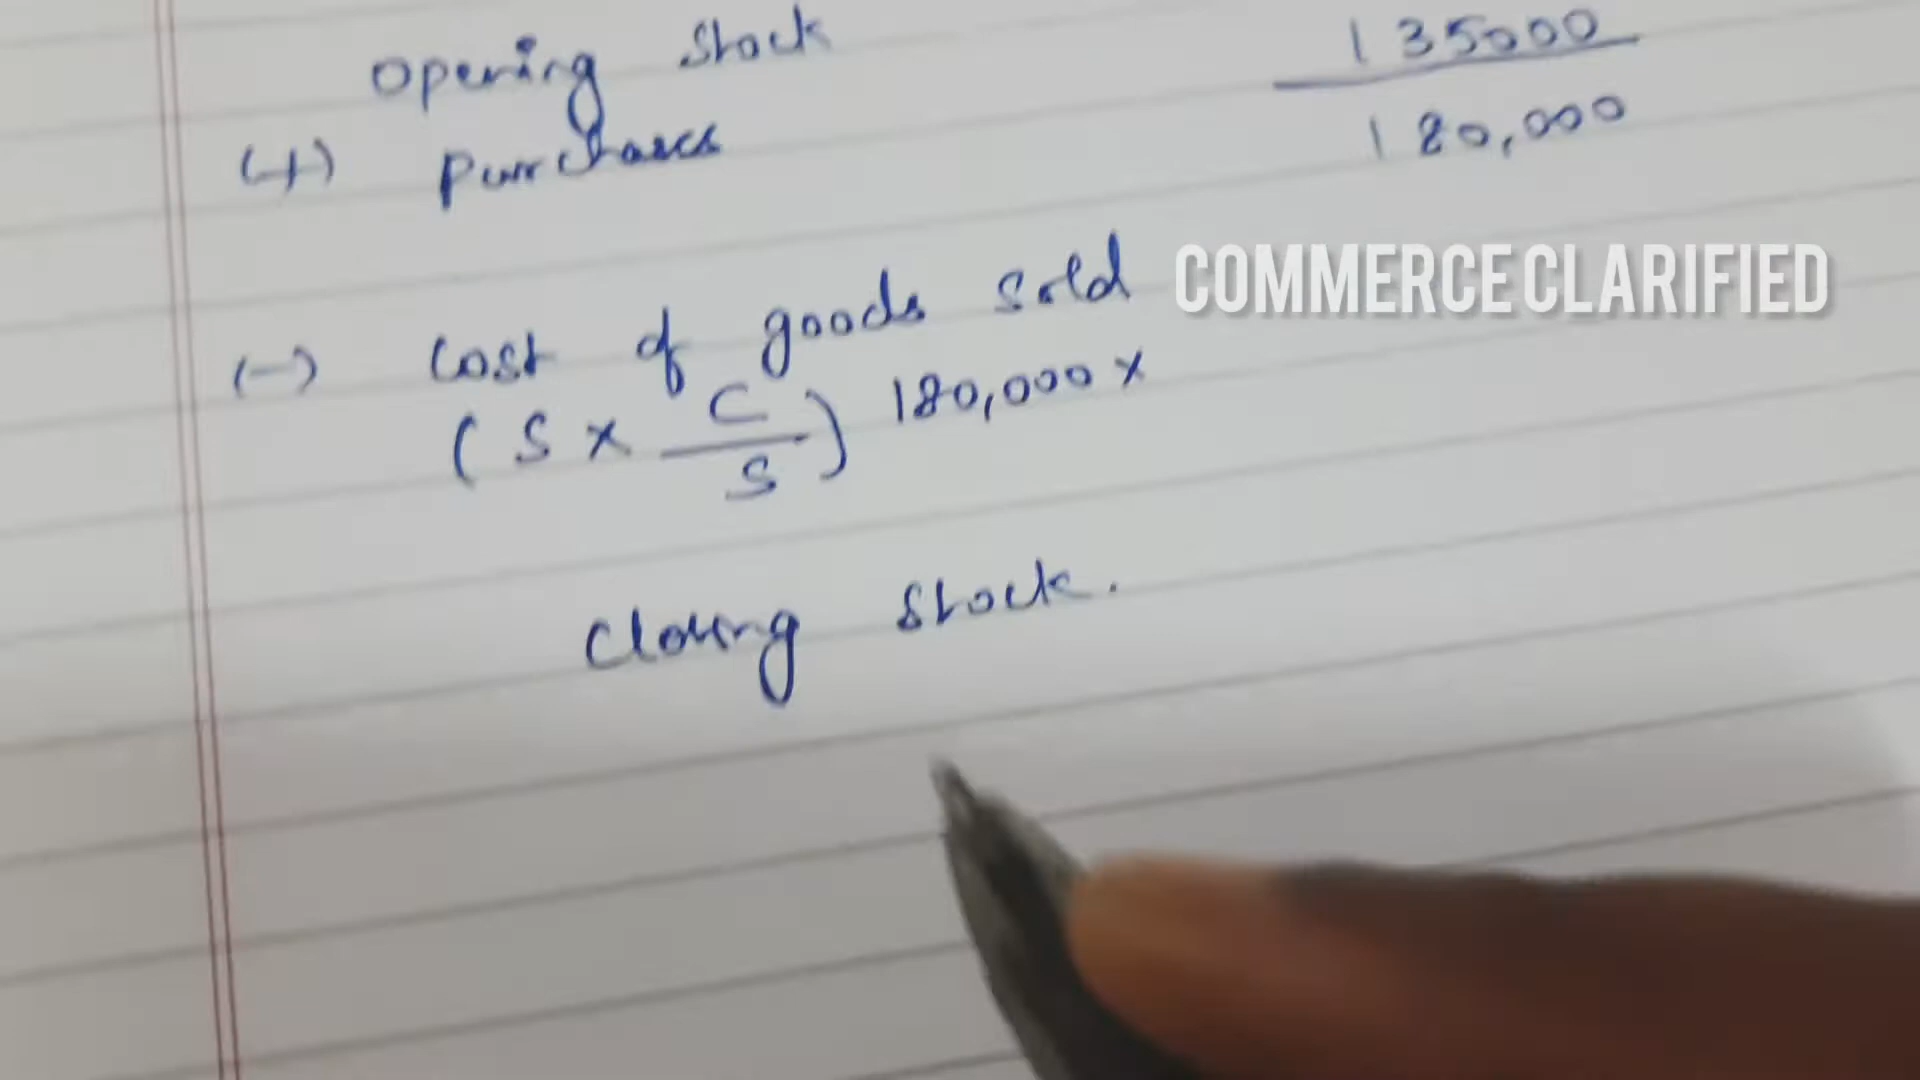 Opening Stock
135000
(+) Purchases
180,000
(-) Cost of goods sold
(S × C/S) 180,000 ×
Closing Stock.
COMMERCE CLARIFIED